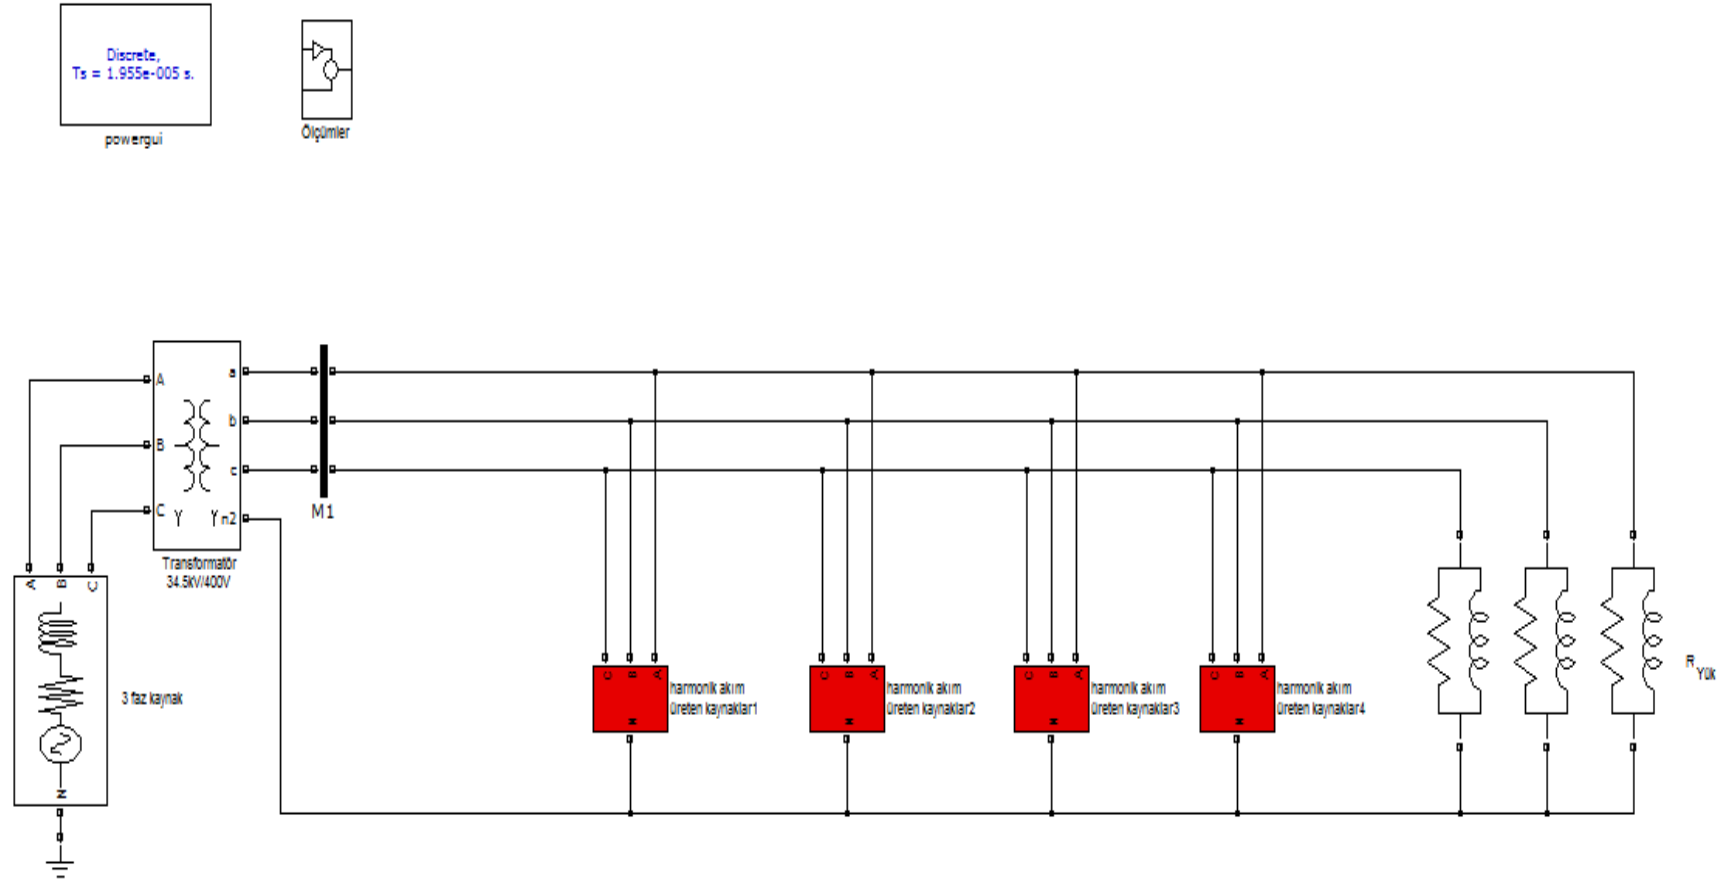 Discrete,
Ts = 1.955e-005 s.
powergui
Ölçümler
A
B
C
a
b
c
n2
Y
Y
Transformatör
34.5kV/400V
M1
A
B
C
N
3 faz kaynak
C
B
A
N
harmonik akım
üreten kaynaklar1
C
B
A
N
harmonik akım
üreten kaynaklar2
C
B
A
N
harmonik akım
üreten kaynaklar3
C
B
A
N
harmonik akım
üreten kaynaklar4
R Yük